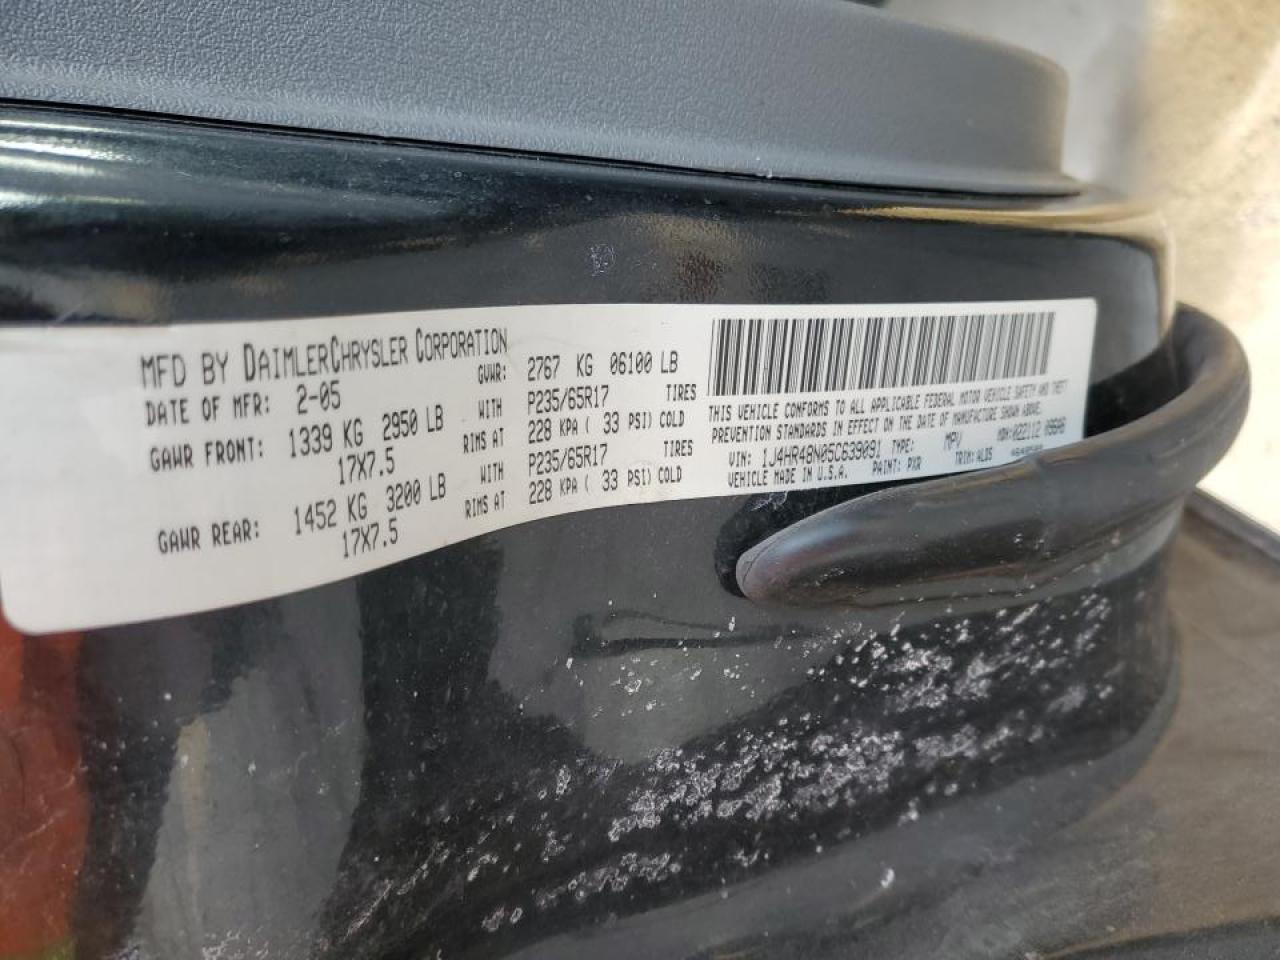 MFD BY DAIMLERCHRYSLER CORPORATION
DATE OF MFR: 2-05 GVWR: 2767 KG 06100 LB
GAWR FRONT: 1339 KG 2950 LB WITH P235/65R17 TIRES
17X7.5 RIMS AT 228 KPA ( 33 PSI) COLD
GAWR REAR: 1452 KG 3200 LB WITH P235/65R17 TIRES
17X7.5 RIMS AT 228 KPA ( 33 PSI) COLD
THIS VEHICLE CONFORMS TO ALL APPLICABLE FEDERAL MOTOR VEHICLE SAFETY AND THEFT
PREVENTION STANDARDS IN EFFECT ON THE DATE OF MANUFACTURE SHOWN ABOVE.
VIN: 1J4HR48N05C639091 TYPE: MPV MDH:022112
VEHICLE MADE IN U.S.A. PAINT: PXR TRIM: ALDS